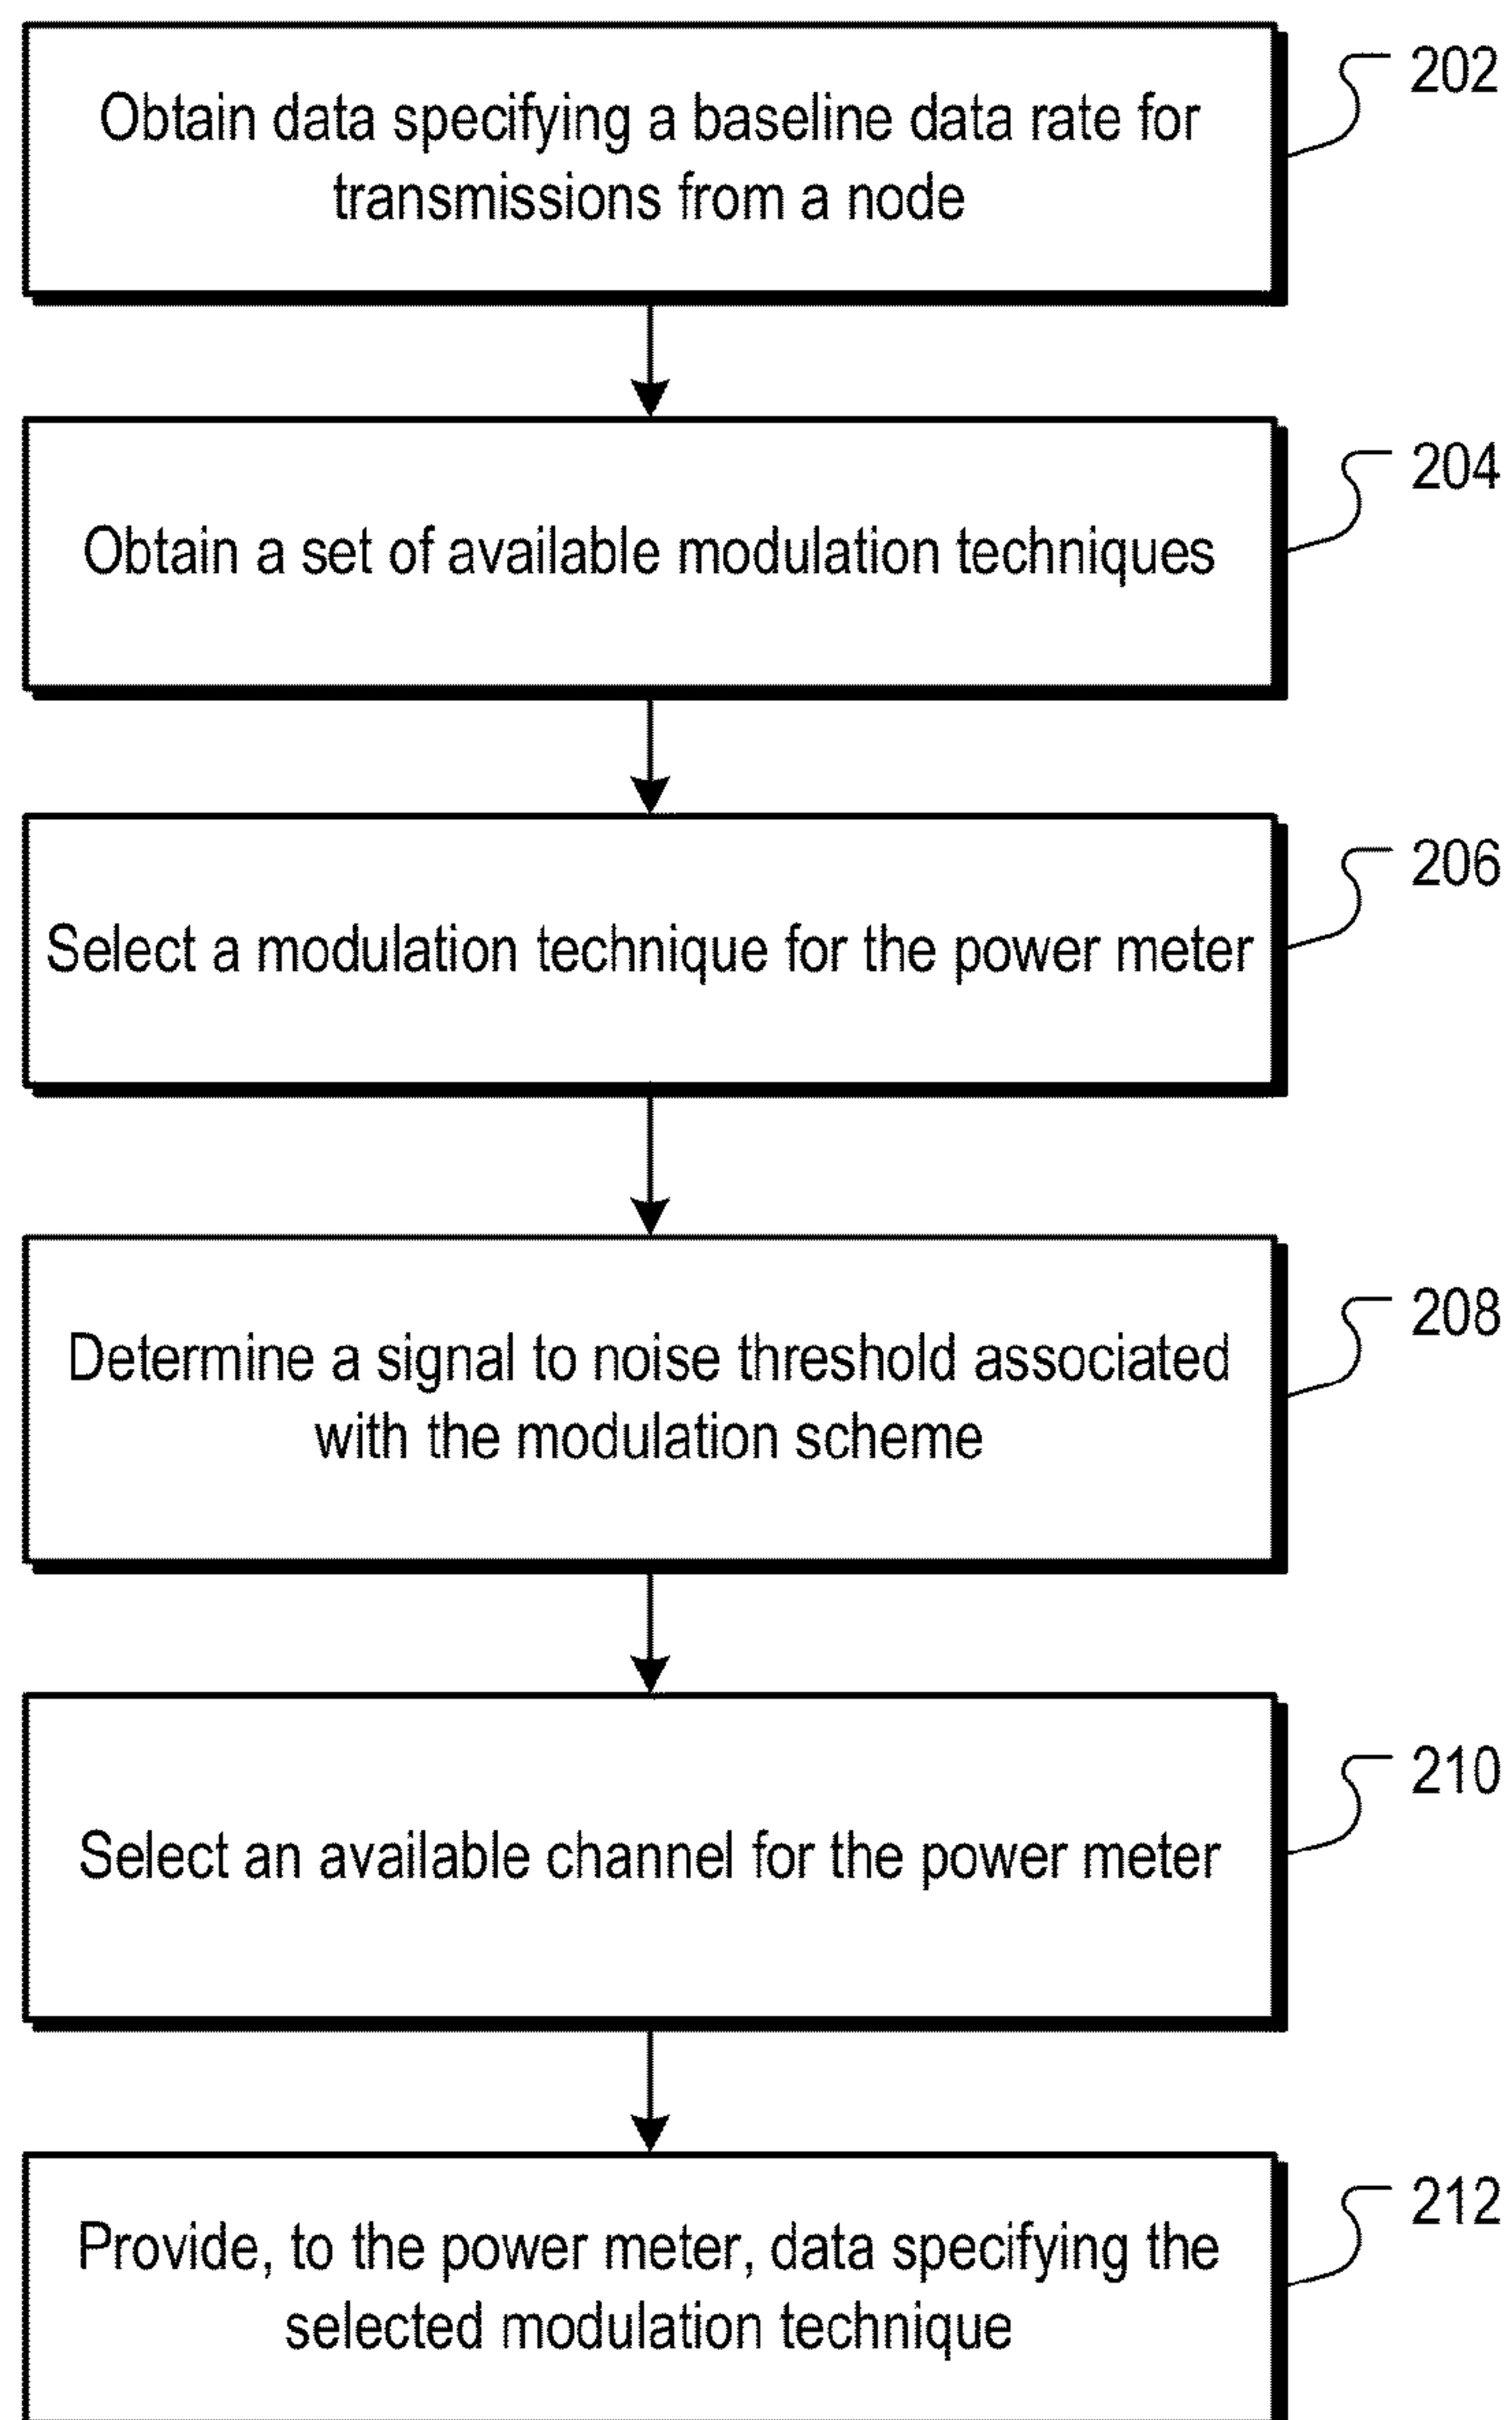 Obtain data specifying a baseline data rate for
transmissions from a node
202
Obtain a set of available modulation techniques
204
Select a modulation technique for the power meter
206
Determine a signal to noise threshold associated
with the modulation scheme
208
Select an available channel for the power meter
210
Provide, to the power meter, data specifying the
selected modulation technique
212